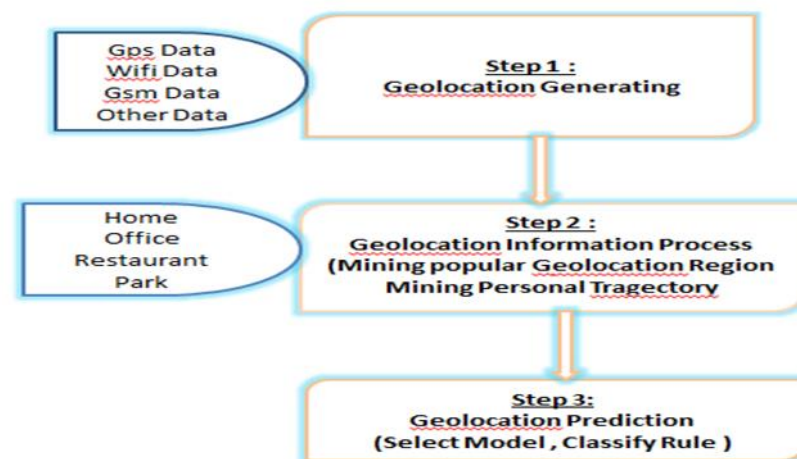 Gps Data
Wifi Data
Gsm Data
Other Data
Step 1 :
Geolocation Generating
Home
Office
Restaurant
Park
Step 2 :
Geolocation Information Process
(Mining popular Geolocation Region
Mining Personal Tragectory
Step 3:
Geolocation Prediction
(Select Model , Classify Rule )